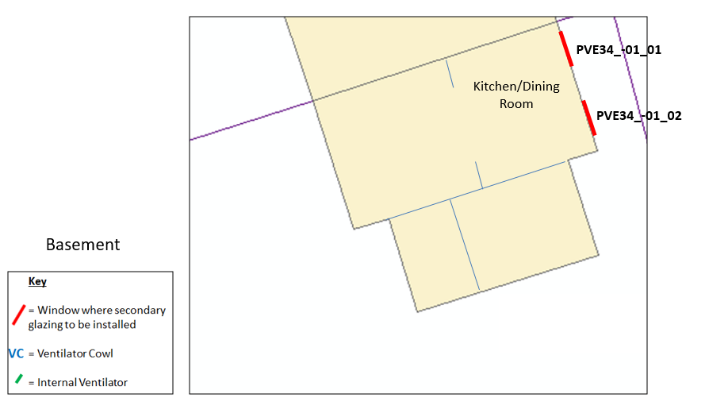 PVE34_-01_01
Kitchen/Dining
Room
PVE34_-01_02
Basement
Key
= Window where secondary
glazing to be installed
VC = Ventilator Cowl
= Internal Ventilator